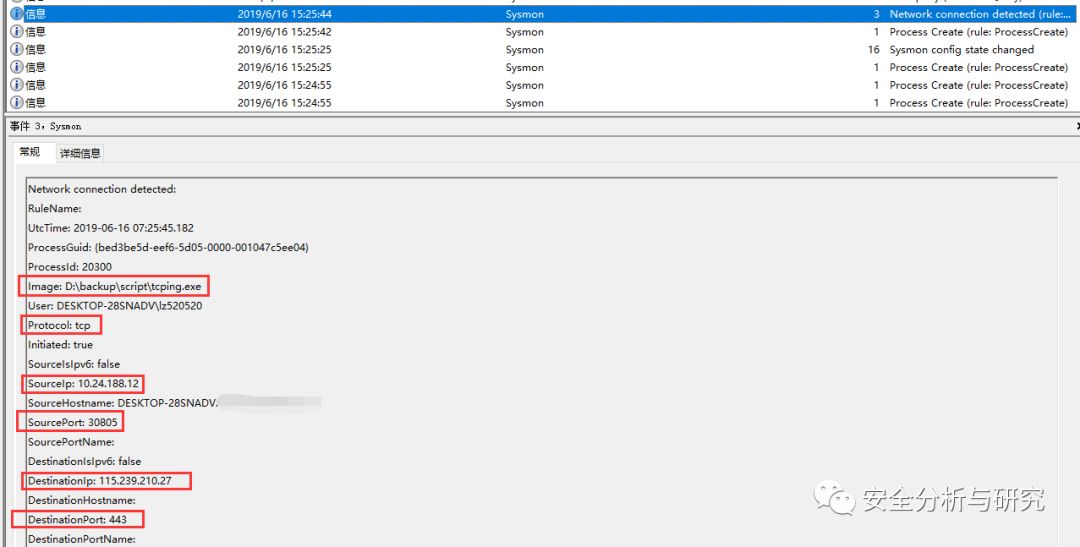 信息 2019/6/16 15:25:44 Sysmon 3 Network connection detected (rule:...
信息 2019/6/16 15:25:42 Sysmon 1 Process Create (rule: ProcessCreate)
信息 2019/6/16 15:25:25 Sysmon 16 Sysmon config state changed
信息 2019/6/16 15:25:25 Sysmon 1 Process Create (rule: ProcessCreate)
信息 2019/6/16 15:24:55 Sysmon 1 Process Create (rule: ProcessCreate)
信息 2019/6/16 15:24:55 Sysmon 1 Process Create (rule: ProcessCreate)
事件 3，Sysmon
常规 详细信息
Network connection detected:
RuleName:
UtcTime: 2019-06-16 07:25:45.182
ProcessGuid: {bed3be5d-eef6-5d05-0000-001047c5ee04}
ProcessId: 20300
Image: D:\backup\script\tcping.exe
User: DESKTOP-28SNADV\lz520520
Protocol: tcp
Initiated: true
SourceIsIpv6: false
SourceIp: 10.24.188.12
SourceHostname: DESKTOP-28SNADV.
SourcePort: 30805
SourcePortName:
DestinationIsIpv6: false
DestinationIp: 115.239.210.27
DestinationHostname:
DestinationPort: 443
DestinationPortName:
安全分析与研究